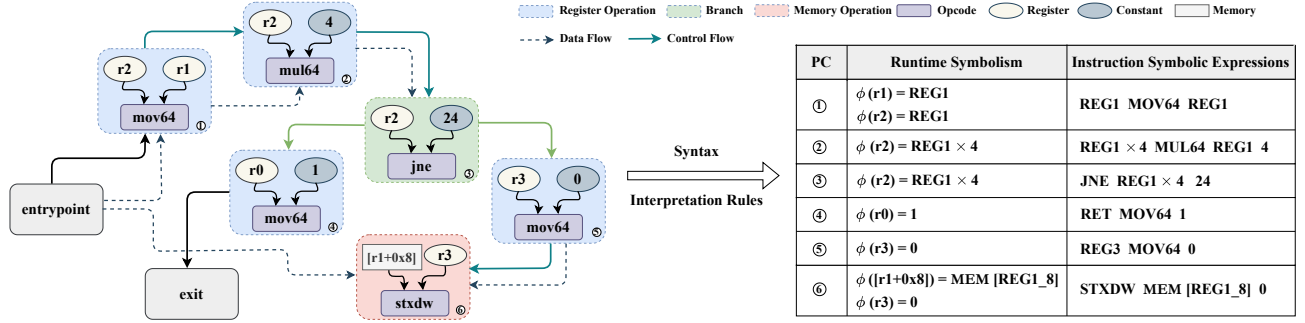 Register Operation Branch Memory Operation Opcode Register Constant Memory
Data Flow Control Flow
r2 4
mul64
②
r2 r1
mov64
①
r2 24
jne
③
r0 1
mov64
④
r3 0
mov64
⑤
[r1+0x8] r3
stxdw
⑥
entrypoint
exit
Syntax
Interpretation Rules
PC Runtime Symbolism Instruction Symbolic Expressions
① ϕ (r1) = REG1
ϕ (r2) = REG1 REG1 MOV64 REG1
② ϕ (r2) = REG1 × 4 REG1 × 4 MUL64 REG1 4
③ ϕ (r2) = REG1 × 4 JNE REG1 × 4 24
④ ϕ (r0) = 1 RET MOV64 1
⑤ ϕ (r3) = 0 REG3 MOV64 0
⑥ ϕ([r1+0x8]) = MEM [REG1_8]
ϕ (r3) = 0 STXDW MEM [REG1_8] 0